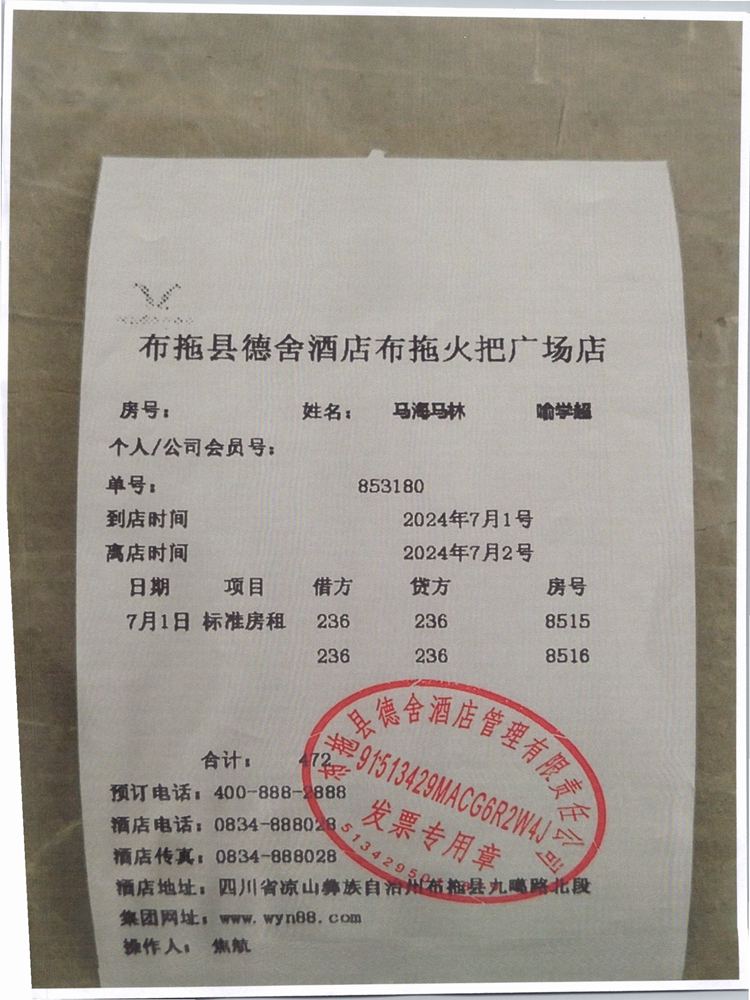 布拖县德舍酒店布拖火把广场店
房号： 姓名： 马海马林 喻学超
个人/公司会员号：
单号： 853180
到店时间 2024年7月1号
离店时间 2024年7月2号
日期 项目 借方 贷方 房号
7月1日 标准房租 236 236 8515
236 236 8516
合计： 472
预订电话：400-888-2888
酒店电话：0834-888028
酒店传真：0834-888028
酒店地址：四川省凉山彝族自治州布拖县九噶路北段
集团网址：www.wyn88.com
操作人： 焦航
布拖县德舍酒店管理有限责任公司
91513429MACG6R2W4J
发票专用章